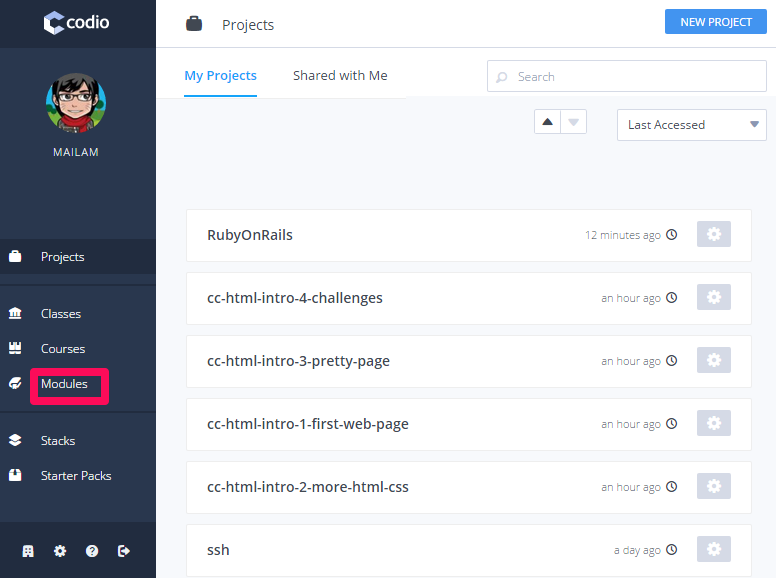 codio
Projects
NEW PROJECT
My Projects
Shared with Me
Search
MAILAM
Last Accessed
Projects
Classes
Courses
Modules
Stacks
Starter Packs
RubyOnRails 12 minutes ago
cc-html-intro-4-challenges an hour ago
cc-html-intro-3-pretty-page an hour ago
cc-html-intro-1-first-web-page an hour ago
cc-html-intro-2-more-html-css an hour ago
ssh a day ago